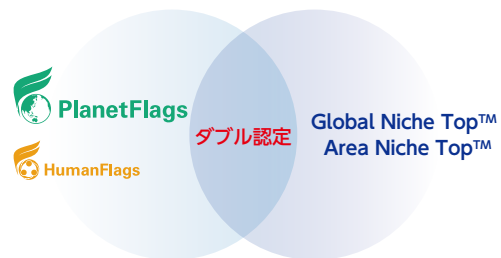 PlanetFlags
HumanFlags
ダブル認定
Global Niche Top™
Area Niche Top™